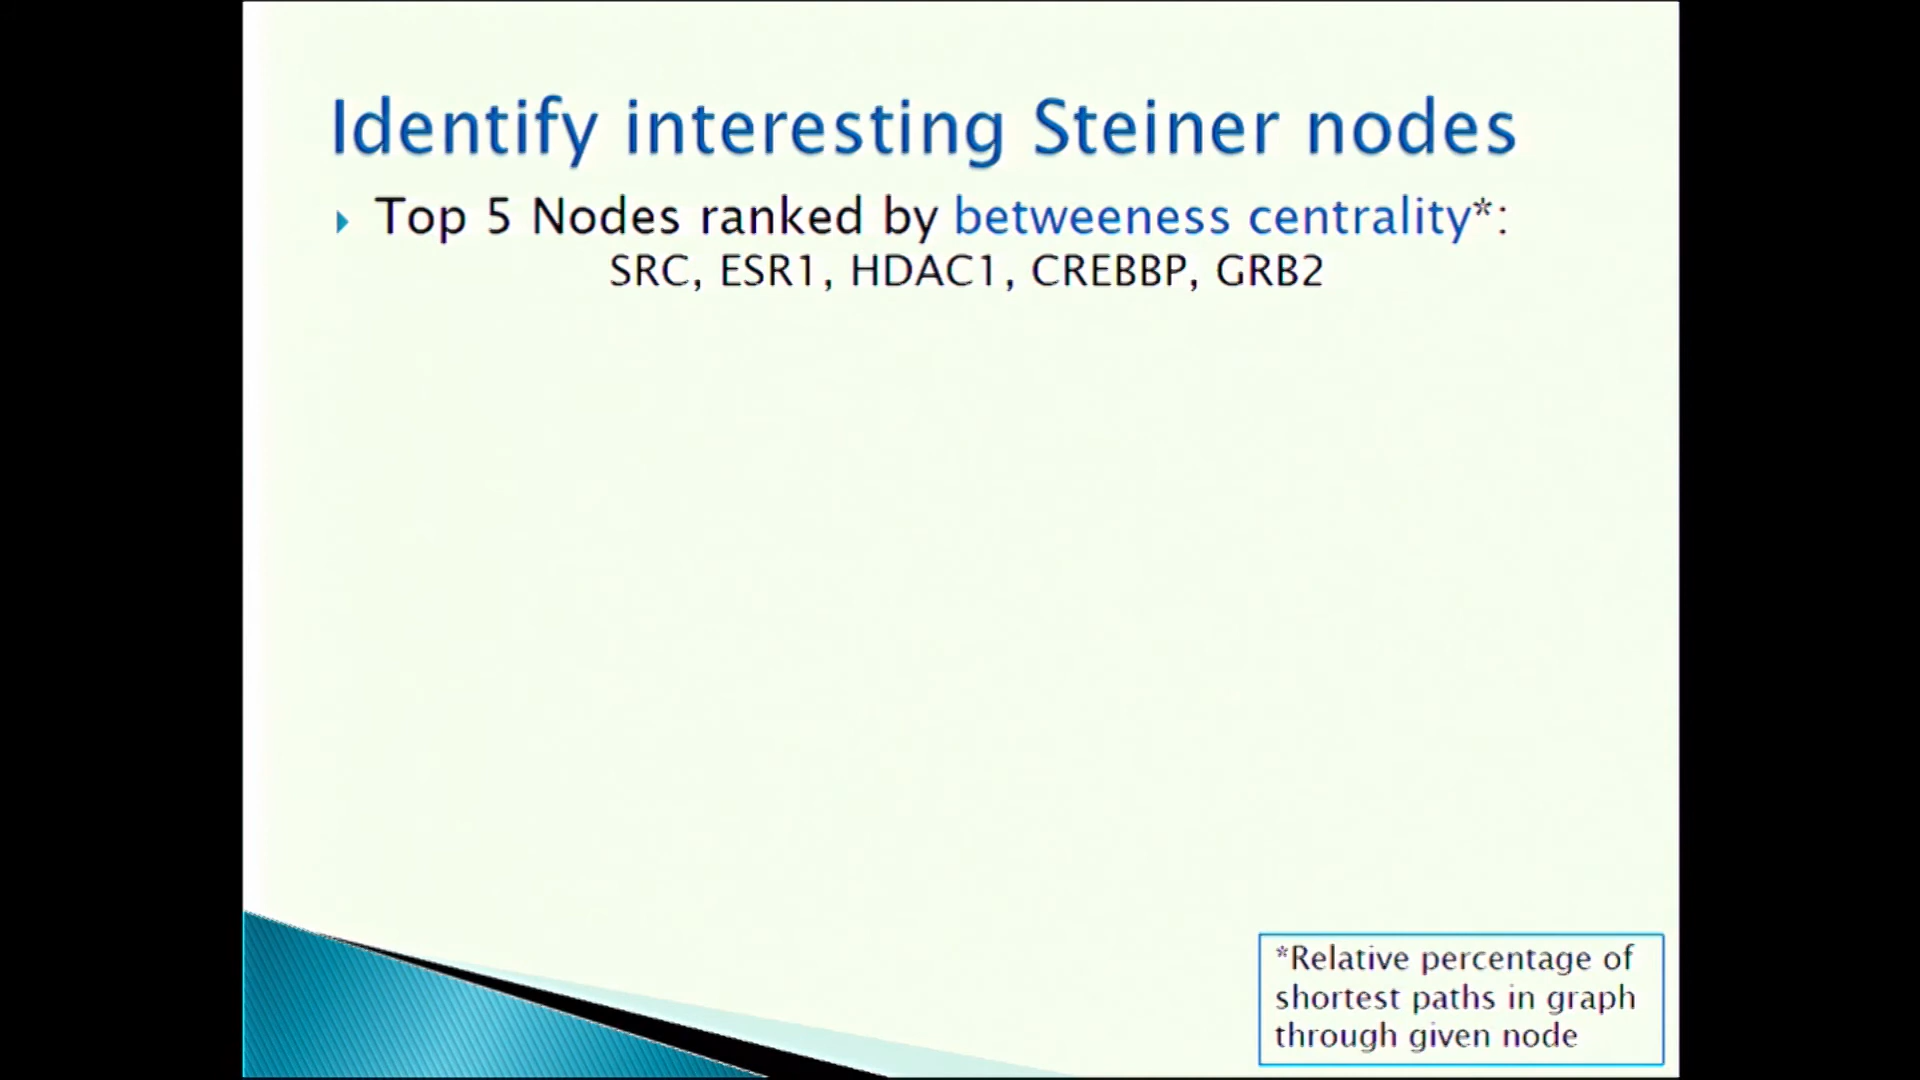 Identify interesting Steiner nodes
Top 5 Nodes ranked by betweeness centrality*:
SRC, ESR1, HDAC1, CREBBP, GRB2
*Relative percentage of
shortest paths in graph
through given node